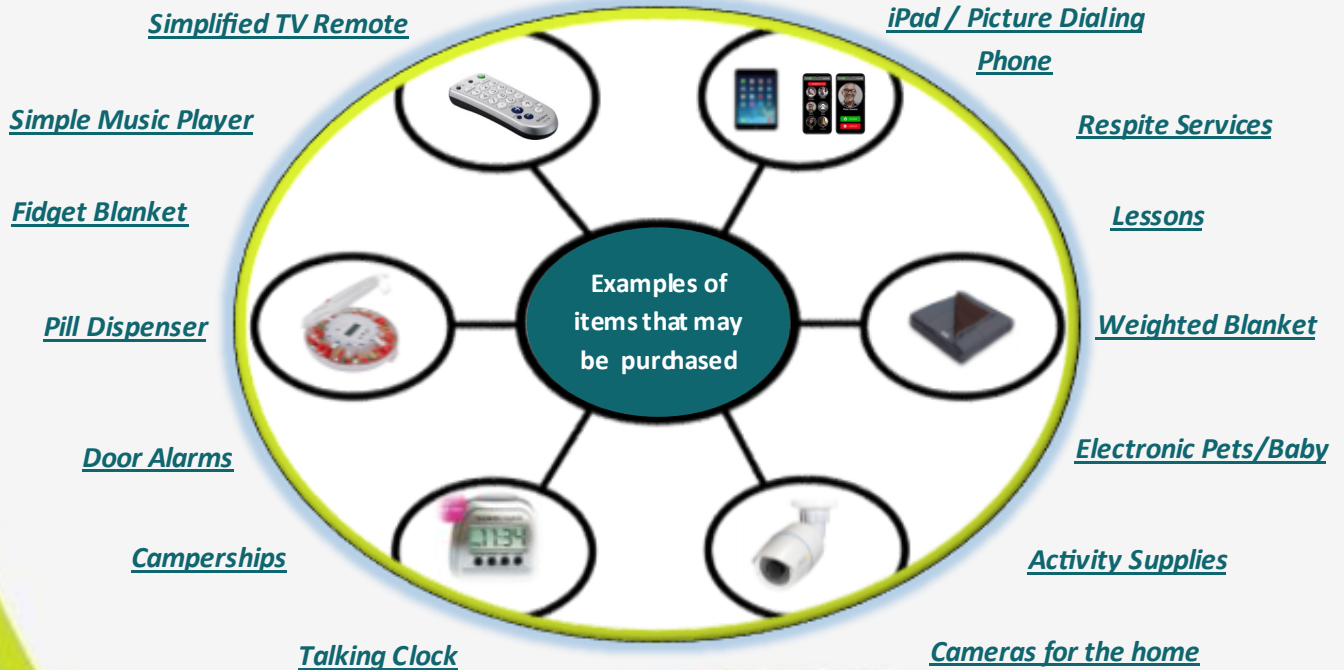 Simplified TV Remote
iPad / Picture Dialing
Phone
Simple Music Player
Respite Services
Fidget Blanket
Lessons
Examples of
items that may
be purchased
Pill Dispenser
Weighted Blanket
Door Alarms
Electronic Pets/Baby
11:34
Camperships
Activity Supplies
Talking Clock
Cameras for the home